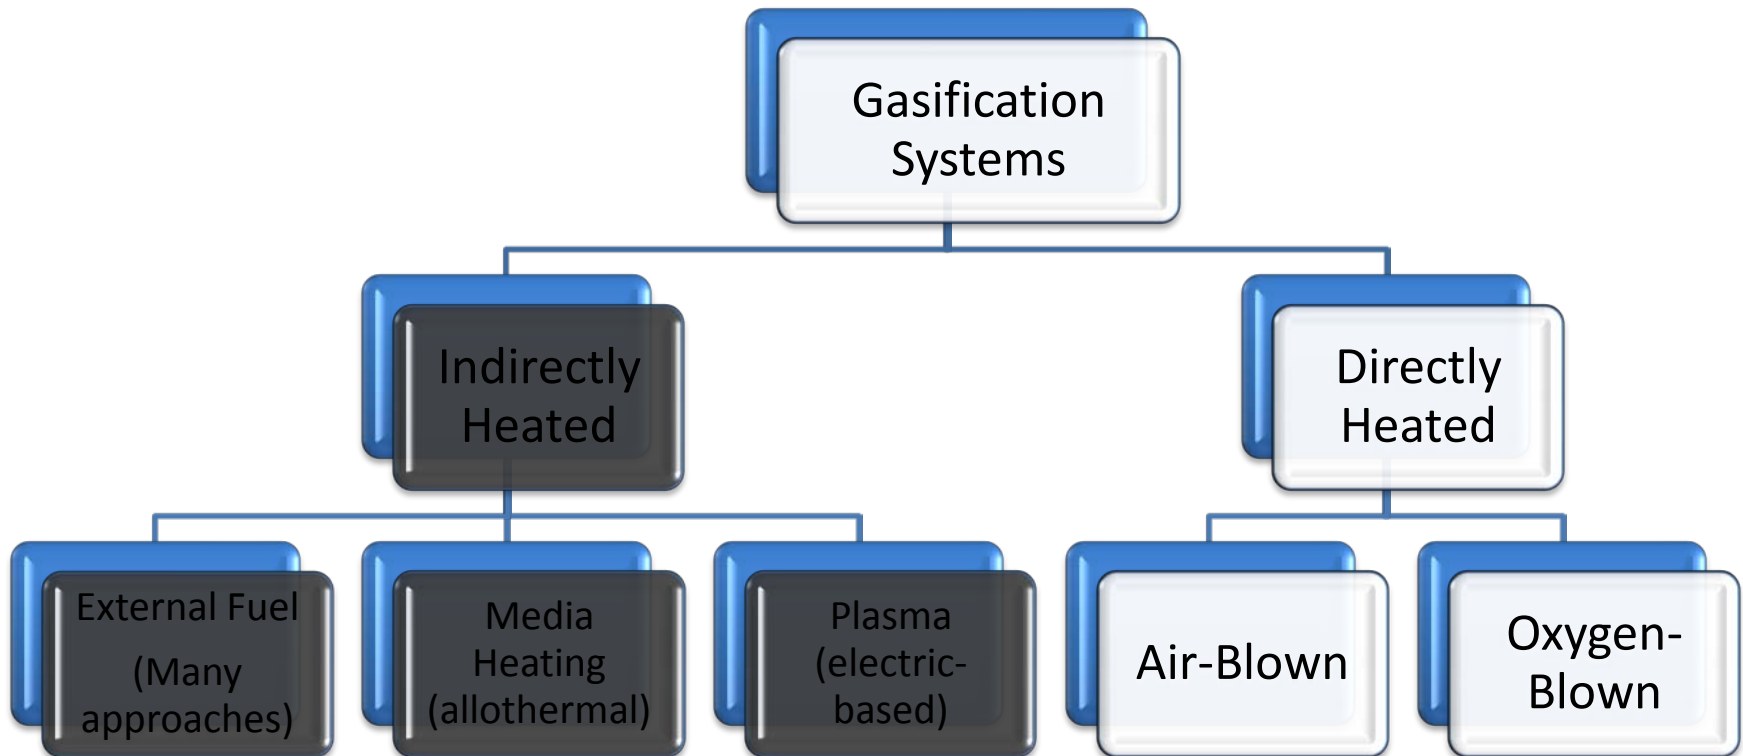 Gasification
Systems
Indirectly
Heated
Directly
Heated
External Fuel
(Many
approaches)
Media
Heating
(allothermal)
Plasma
(electric-
based)
Air-Blown
Oxygen-
Blown